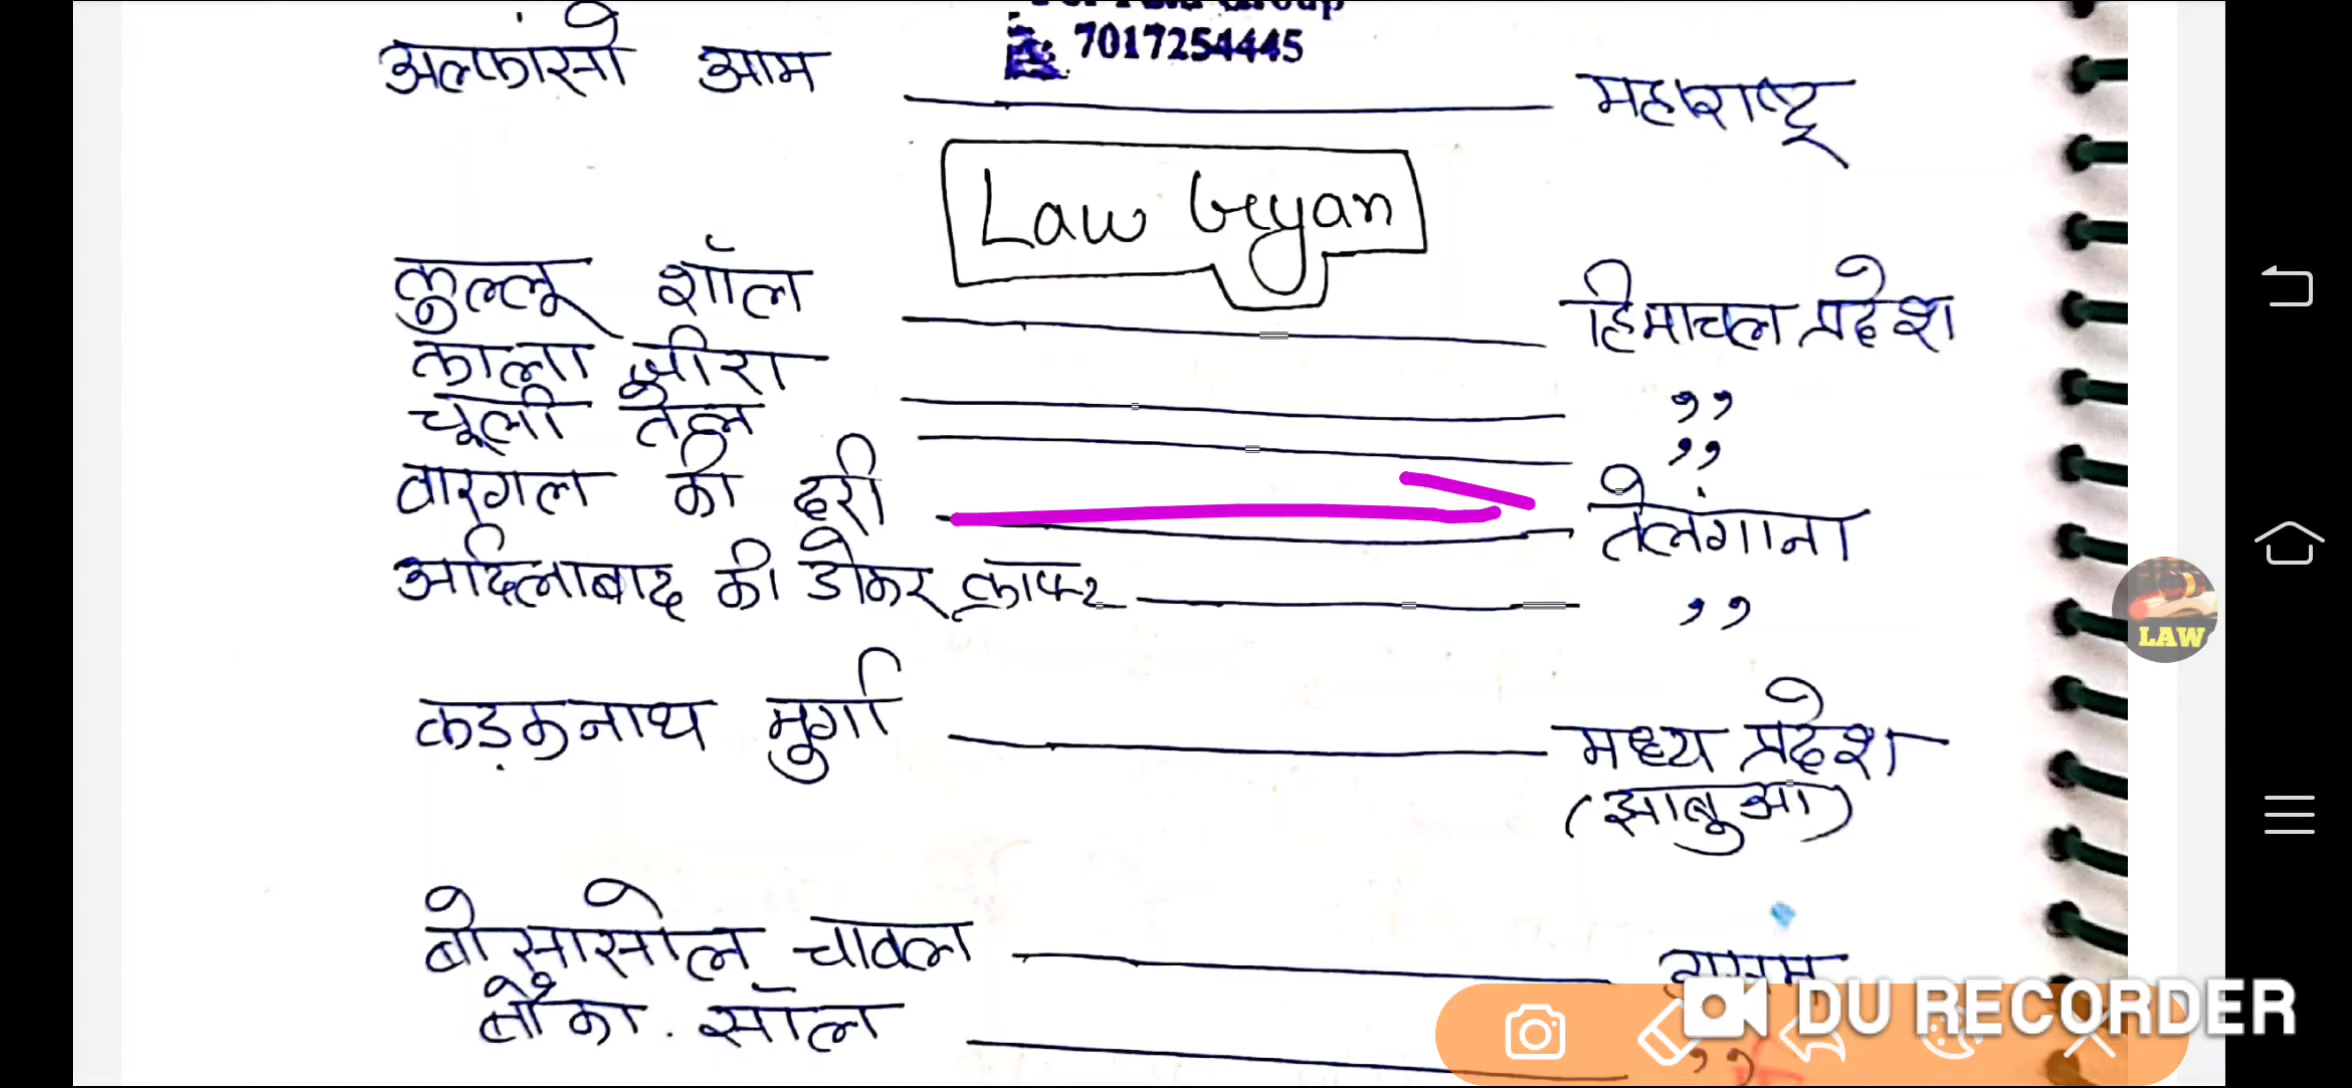 7017254445
अल्फांसो आम महाराष्ट्र
Law Gyan
कुल्लू शॉल हिमाचल प्रदेश
काला जीरा ,,
चूली तेल ,,
वारंगल की दरी तेलंगाना
आदिलाबाद की डोकर क्राफ्ट ,,
LAW
कड़कनाथ मुर्गा मध्य प्रदेश
(झाबुआ)
बोसासोल चावल
बोका सॉल ,,
DU RECORDER